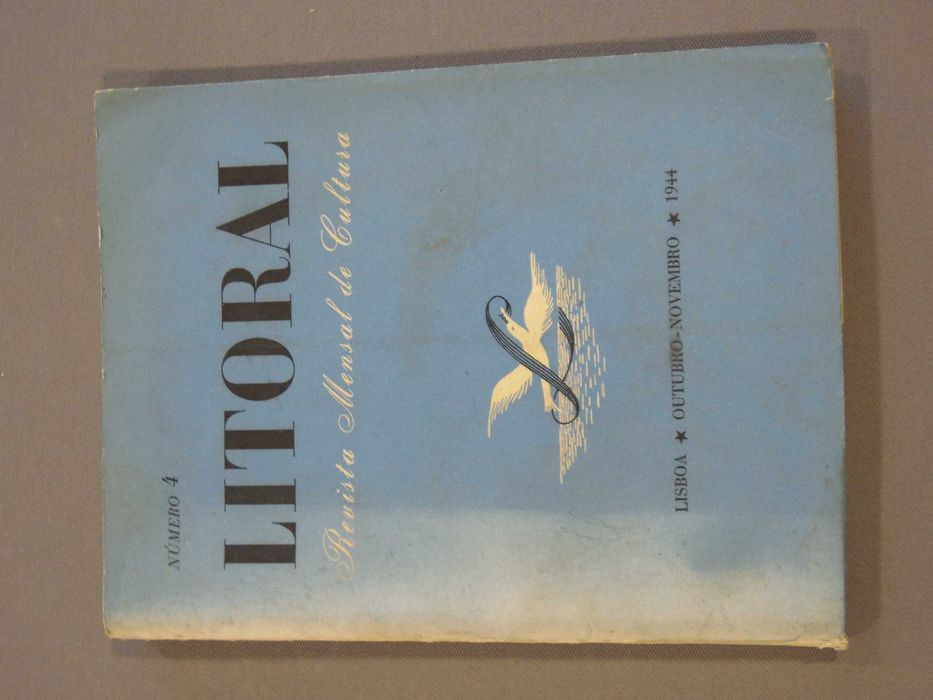 NÚMERO 4
LITORAL
Revista Mensal de Cultura
L
LISBOA ★ OUTUBRO-NOVEMBRO ★ 1944